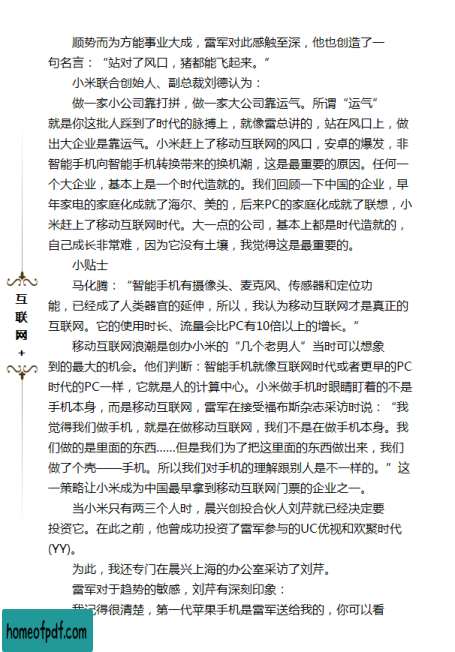 顺势而为方能事业大成，雷军对此感触至深，他也创造了一
句名言：“站对了风口，猪都能飞起来。”
小米联合创始人、副总裁刘德认为：
做一家小公司靠打拼，做一家大公司靠运气。所谓“运气”
就是你这批人踩到了时代的脉搏上，就像雷总讲的，站在风口上，做
出大企业是靠运气。小米赶上了移动互联网的风口，安卓的爆发，非
智能手机向智能手机转换带来的换机潮，这是最重要的原因。任何一
个大企业，基本上是一个时代造就的。我们回顾一下中国的企业，早
年家电的家庭化成就了海尔、美的，后来PC的家庭化成就了联想，小
米赶上了移动互联网时代。大一点的公司，基本上都是时代造就的，
自己成长非常难，因为它没有土壤，我觉得这是最重要的。
小贴士
马化腾：“智能手机有摄像头、麦克风、传感器和定位功
能，已经成了人类器官的延伸，所以，我认为移动互联网才是真正的
互联网。它的使用时长、流量会比PC有10倍以上的增长。”
移动互联网浪潮是创办小米的“几个老男人”当时可以想象
到的最大的机会。他们判断：智能手机就像互联网时代或者更早的PC
时代的PC一样，它就是人的计算中心。小米做手机时眼睛盯着的不是
手机本身，而是移动互联网，雷军在接受福布斯杂志采访时说：“我
觉得我们做手机，就是在做移动互联网，我们不是在做手机本身。我
们做的是里面的东西……但是我们为了把这里面的东西做出来，我们
做了个壳——手机。所以我们对手机的理解跟别人是不一样的。”这
一策略让小米成为中国最早拿到移动互联网门票的企业之一。
当小米只有两三个人时，晨兴创投合伙人刘芹就已经决定要
投资它。在此之前，他曾成功投资了雷军参与的UC优视和欢聚时代
(YY)。
为此，我还专门在晨兴上海的办公室采访了刘芹。
雷军对于趋势的敏感，刘芹有深刻印象：
我记得很清楚，第一代苹果手机是雷军送给我的，你可以看
互
联
网
+
homeofpdf.com